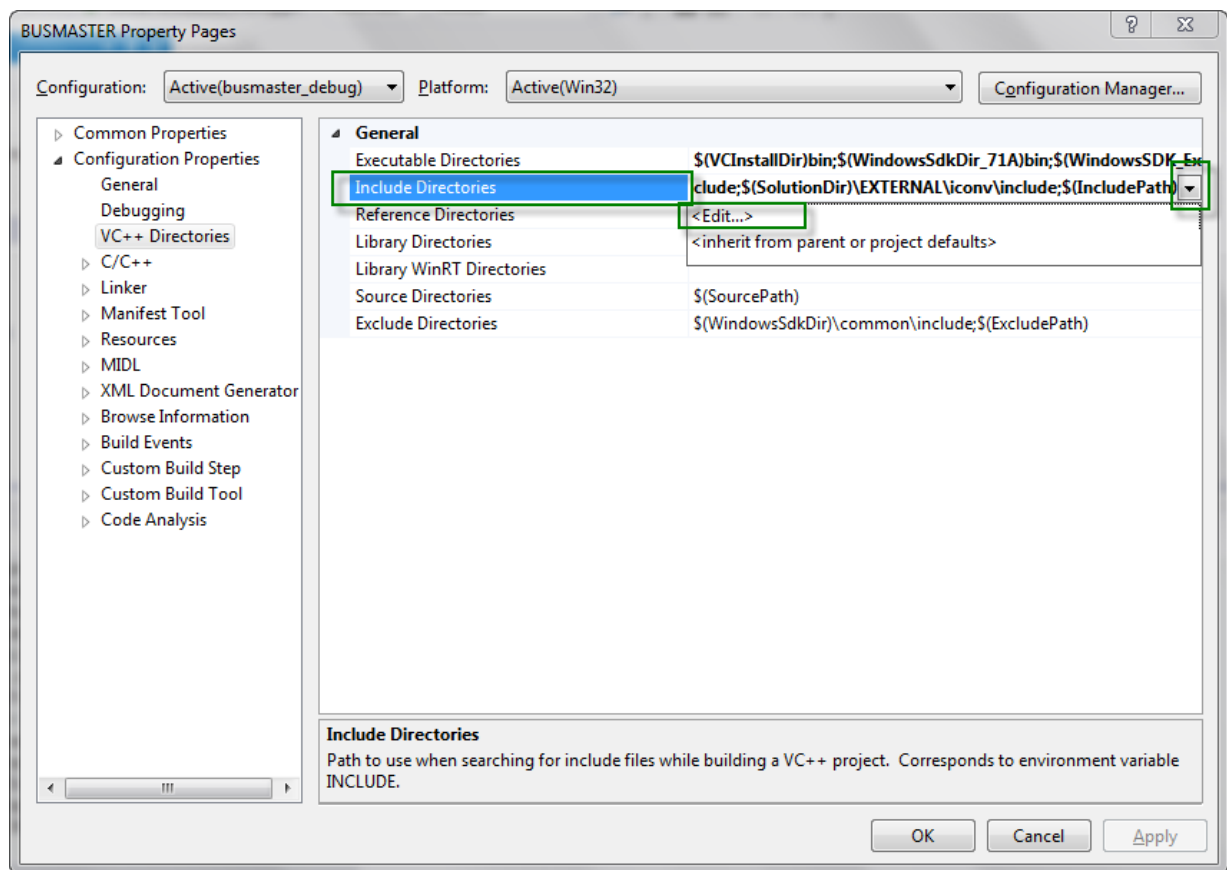 BUSMASTER Property Pages
Configuration: Active(busmaster_debug) Platform: Active(Win32) Configuration Manager...
Common Properties
Configuration Properties
General
Debugging
VC++ Directories
C/C++
Linker
Manifest Tool
Resources
MIDL
XML Document Generator
Browse Information
Build Events
Custom Build Step
Custom Build Tool
Code Analysis
General
Executable Directories $(VCInstallDir)bin;$(WindowsSdkDir_71A)bin;$(WindowsSDK_Ex
Include Directories clude;$(SolutionDir)\EXTERNAL\iconv\include;$(IncludePath)
Reference Directories <Edit...>
Library Directories <inherit from parent or project defaults>
Library WinRT Directories
Source Directories $(SourcePath)
Exclude Directories $(WindowsSdkDir)\common\include;$(ExcludePath)
Include Directories
Path to use when searching for include files while building a VC++ project. Corresponds to environment variable
INCLUDE.
OK Cancel Apply